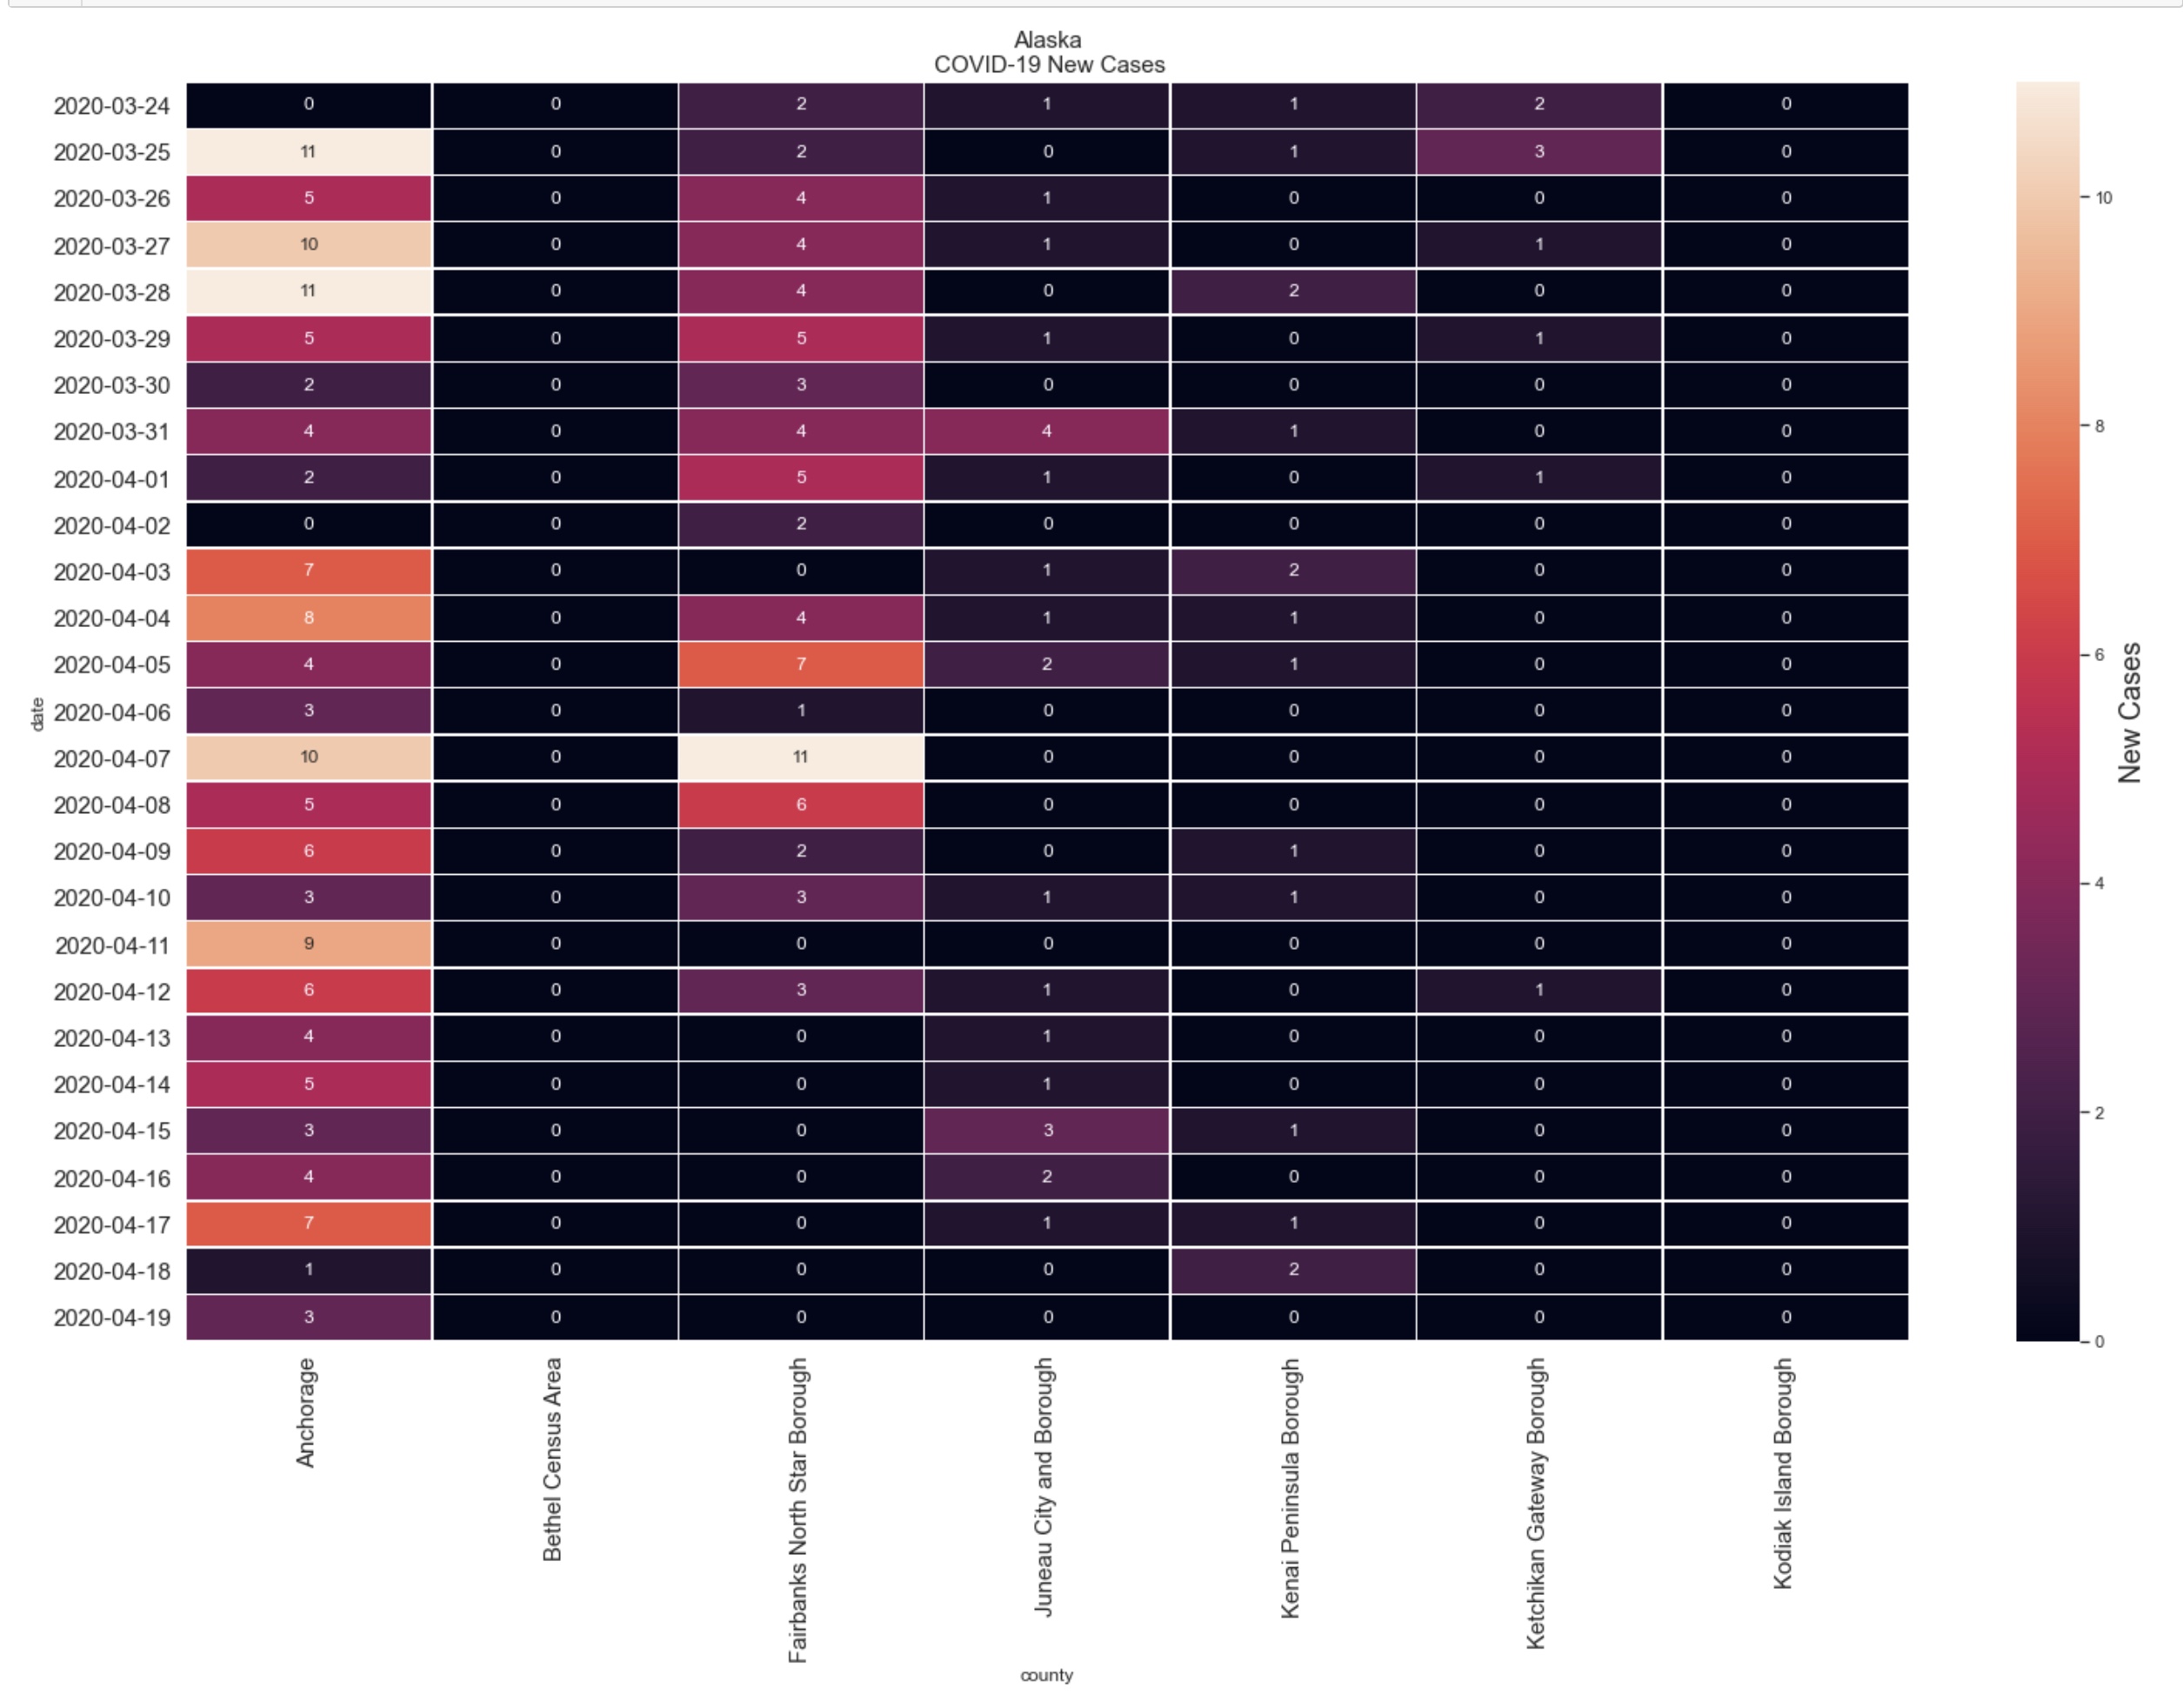 Alaska
COVID-19 New Cases
2020-03-24 0 0 2 1 1 2 0
2020-03-25 11 0 2 0 1 3 0
2020-03-26 5 0 4 1 0 0 0
2020-03-27 10 0 4 1 0 1 0
2020-03-28 11 0 4 0 2 0 0
2020-03-29 5 0 5 1 0 1 0
2020-03-30 2 0 3 0 0 0 0
2020-03-31 4 0 4 4 1 0 0
2020-04-01 2 0 5 1 0 1 0
2020-04-02 0 0 2 0 0 0 0
2020-04-03 7 0 0 1 2 0 0
2020-04-04 8 0 4 1 1 0 0
2020-04-05 4 0 7 2 1 0 0
2020-04-06 3 0 1 0 0 0 0
2020-04-07 10 0 11 0 0 0 0
2020-04-08 5 0 6 0 0 0 0
2020-04-09 6 0 2 0 1 0 0
2020-04-10 3 0 3 1 1 0 0
2020-04-11 9 0 0 0 0 0 0
2020-04-12 6 0 3 1 0 1 0
2020-04-13 4 0 0 1 0 0 0
2020-04-14 5 0 0 1 0 0 0
2020-04-15 3 0 0 3 1 0 0
2020-04-16 4 0 0 2 0 0 0
2020-04-17 7 0 0 1 1 0 0
2020-04-18 1 0 0 0 2 0 0
2020-04-19 3 0 0 0 0 0 0
date
Anchorage
Bethel Census Area
Fairbanks North Star Borough
Juneau City and Borough
Kenai Peninsula Borough
Ketchikan Gateway Borough
Kodiak Island Borough
county
10
8
6
4
2
0
New Cases